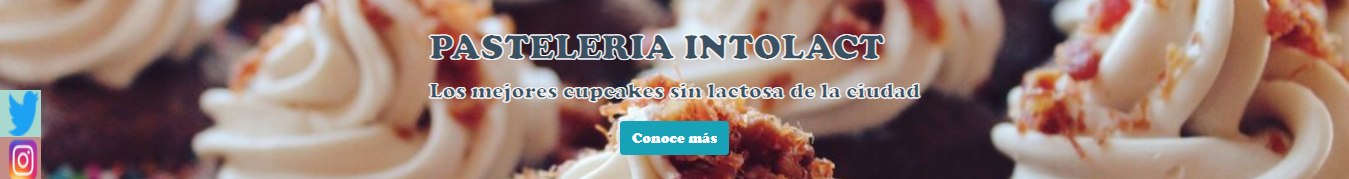 PASTELERIA INTOLACT
Los mejores cupcakes sin lactosa de la ciudad
Conoce más